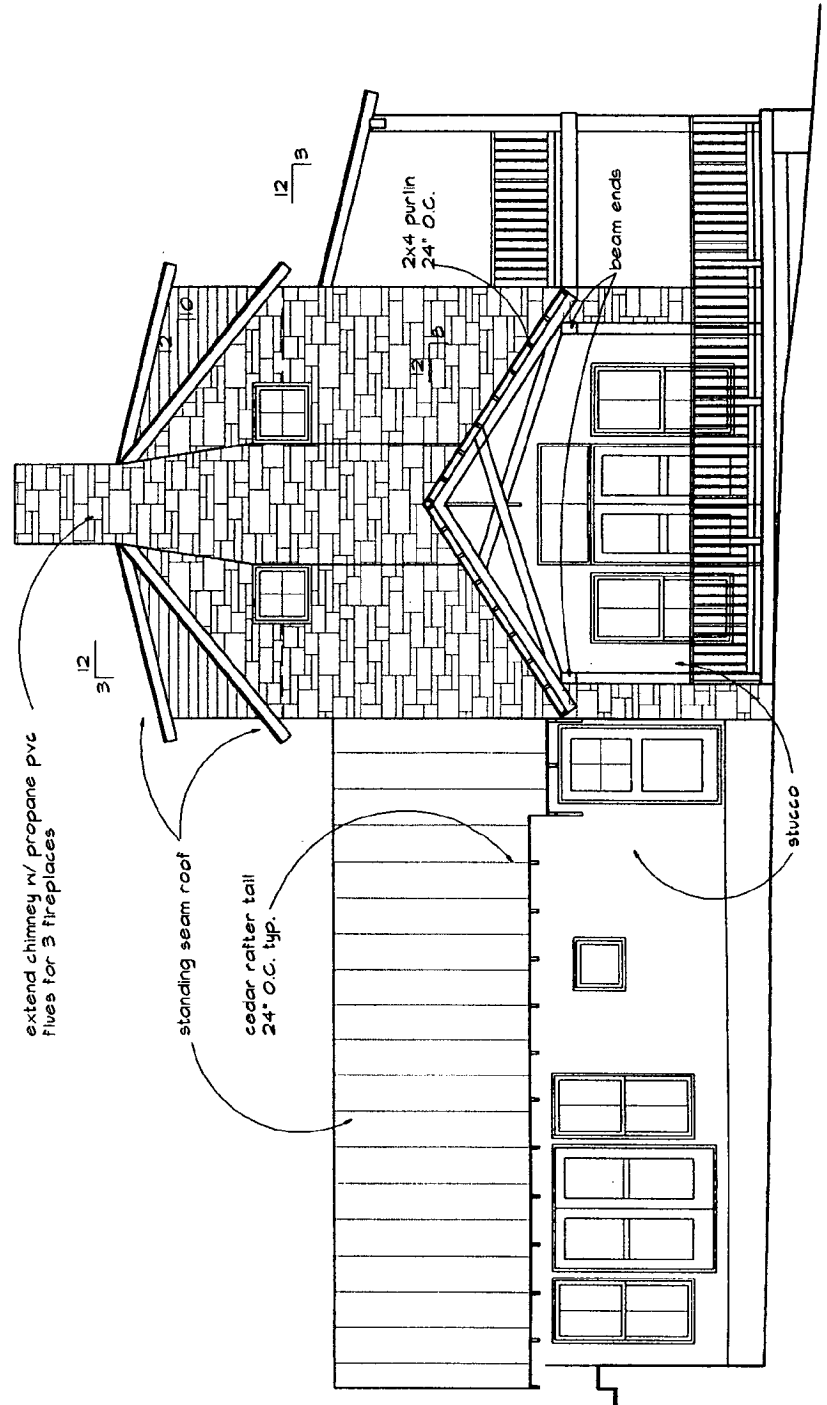 extend chimney w/ propane pvc
flues for 3 fireplaces
12
3
standing seam roof
cedar rafter tail
24" O.C. typ.
12
10
12
3
12
8
2x4 purlin
24" O.C.
beam ends
stucco